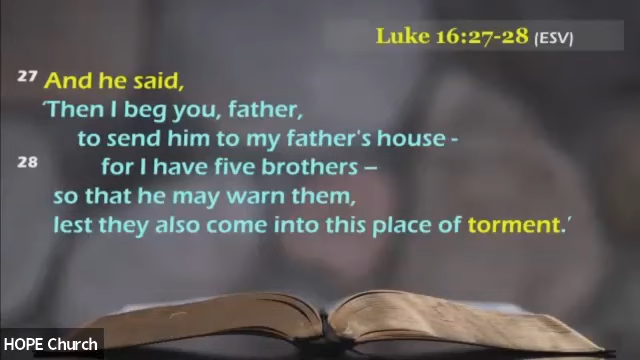 Luke 16:27-28 (ESV)
27 And he said,
‘Then I beg you, father,
to send him to my father's house -
28 for I have five brothers –
so that he may warn them,
lest they also come into this place of torment.’
HOPE Church